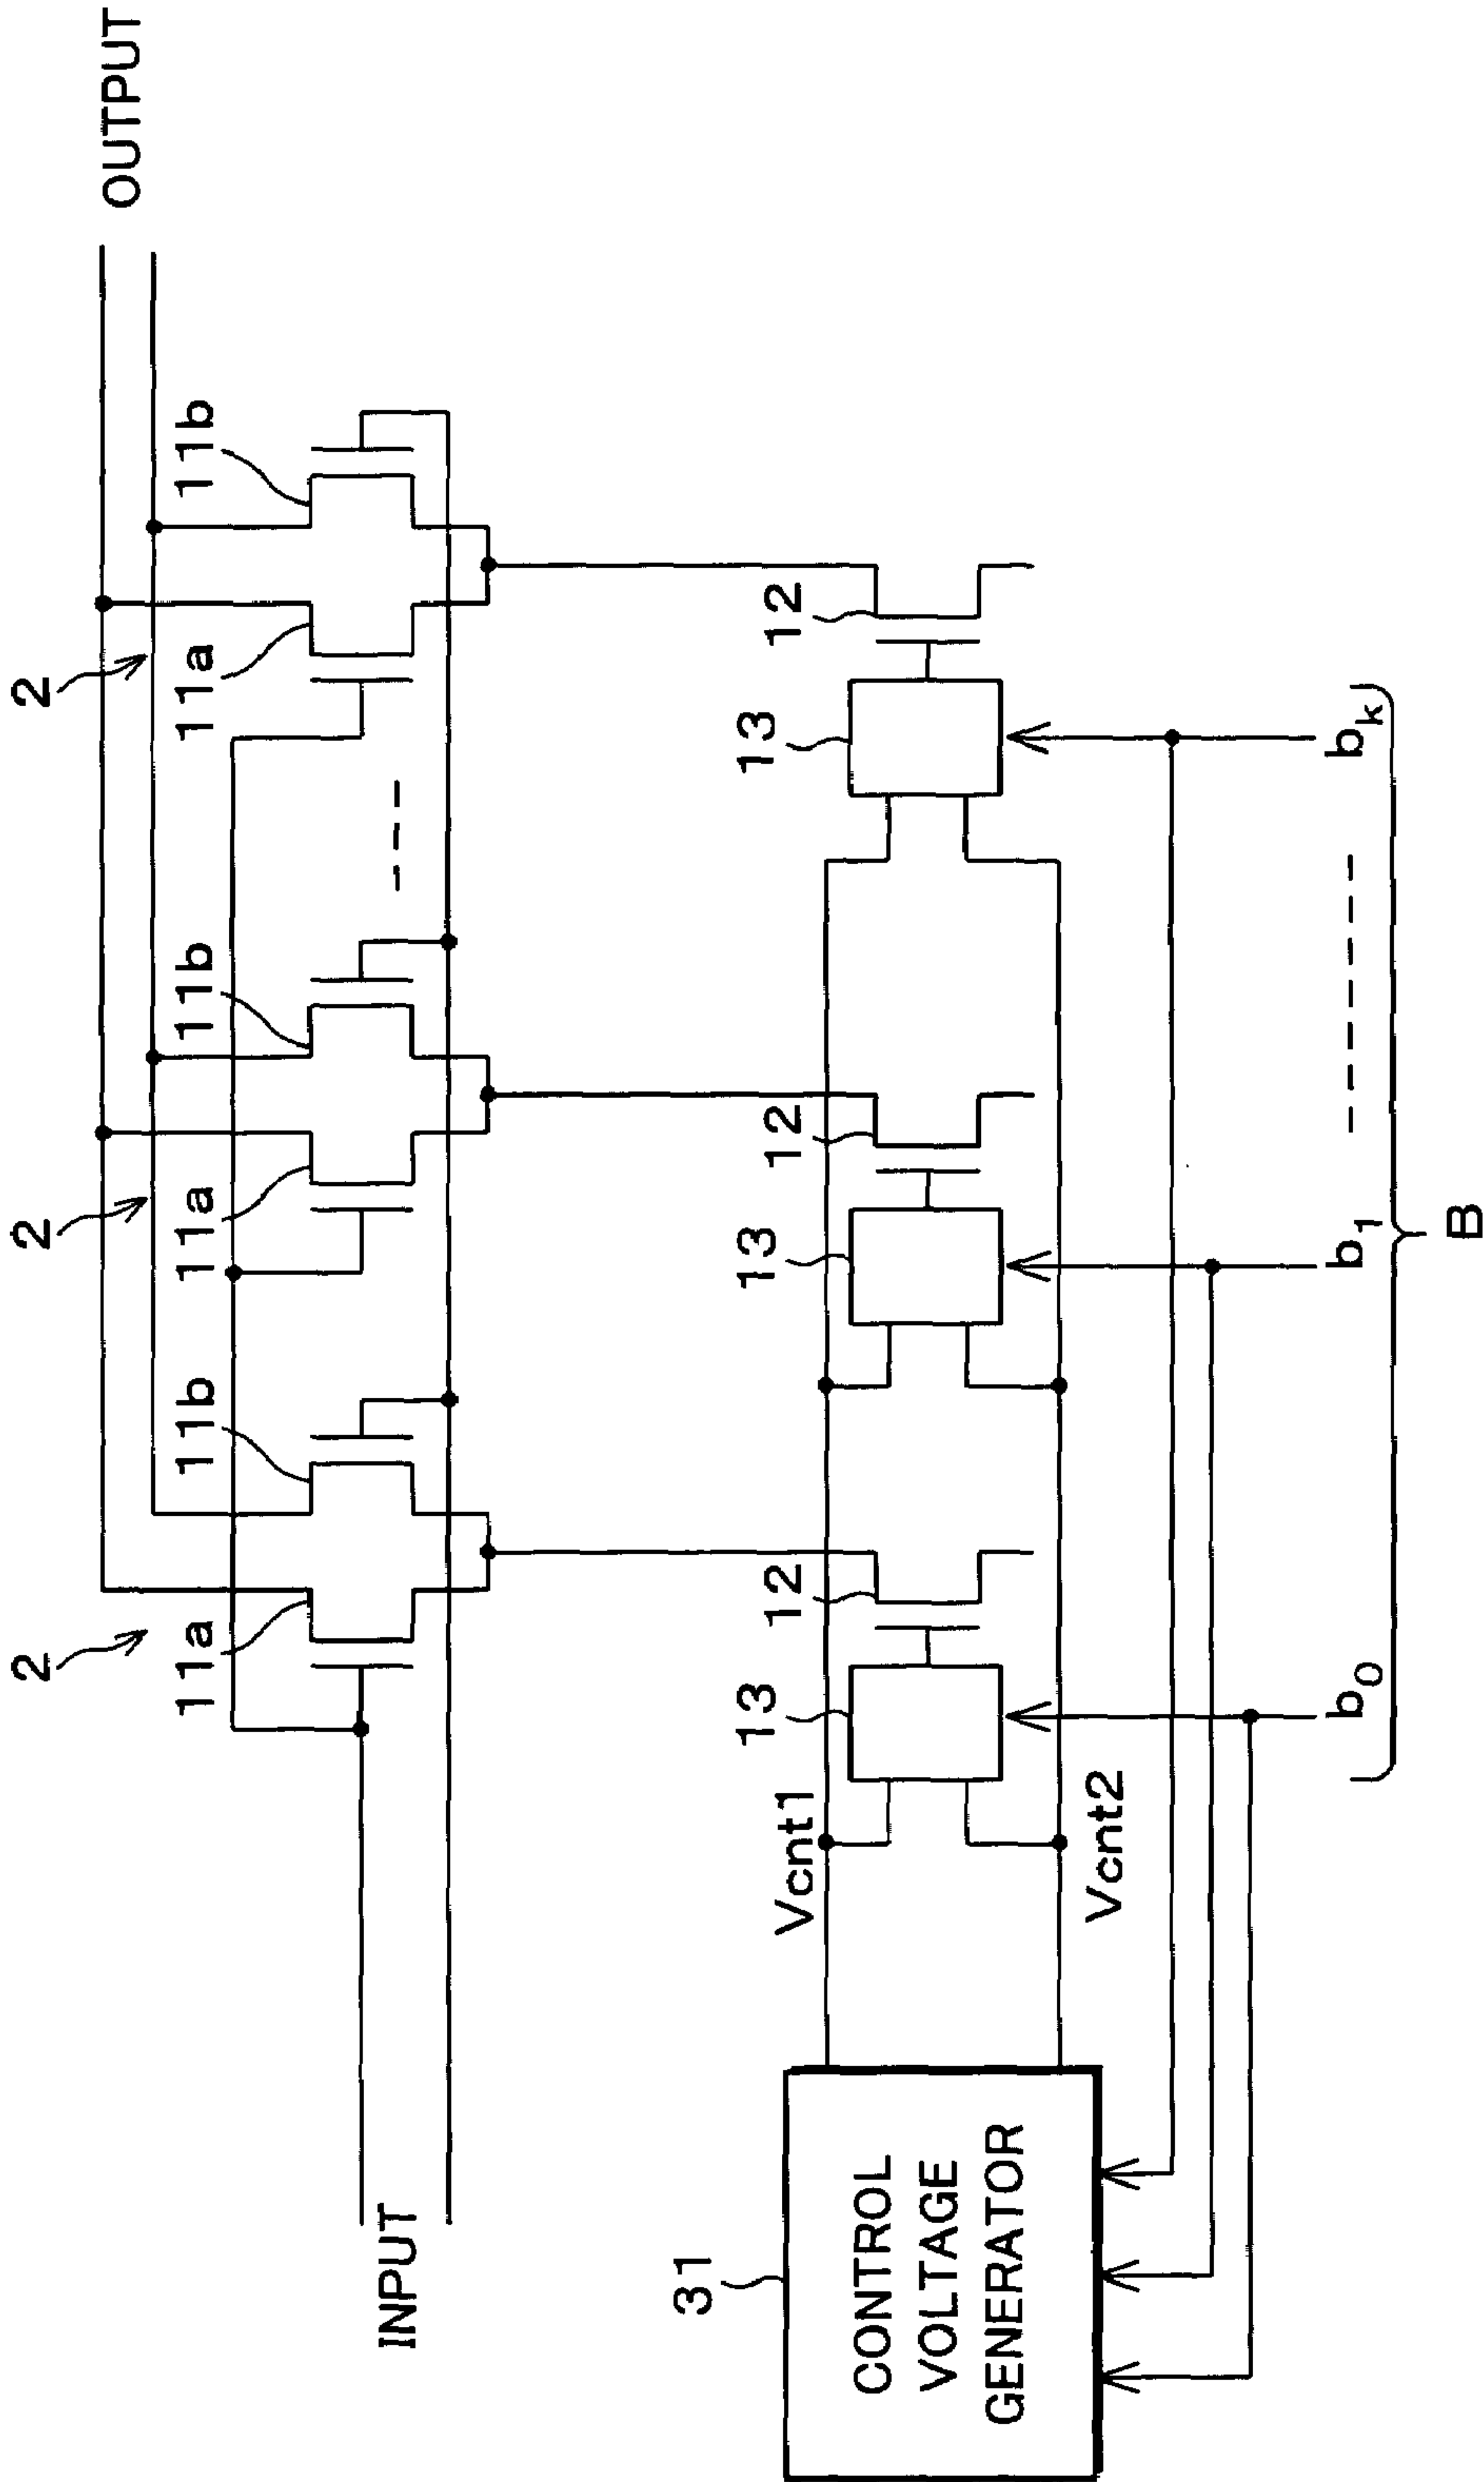 OUTPUT
2
2
2
11a
11b
11a
11b
11a
11b
INPUT
12
12
12
13
13
13
Vcnt1
Vcnt2
31
CONTROL
VOLTAGE
GENERATOR
b0
b1
bk
B